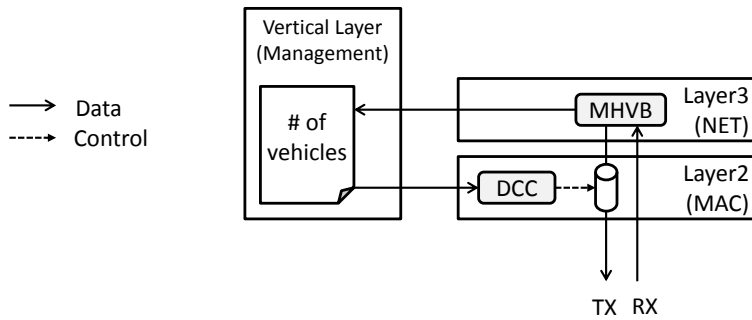 Vertical Layer
(Management)
# of
vehicles
Data
Control
MHVB
Layer3
(NET)
DCC
Layer2
(MAC)
TX RX